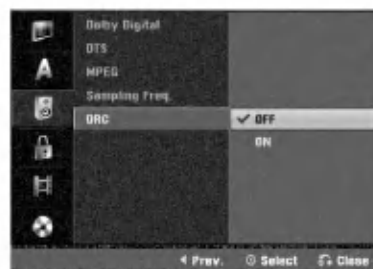 Dolby Digital
DTS
MPEG
Sampling Freq.
DRC
OFF
ON
A
Prev. Select Close